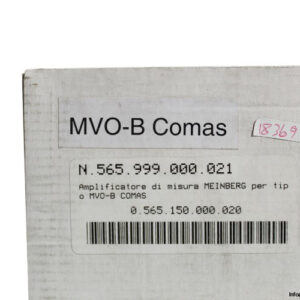 MVO-B Comas
18369
N.565.999.000.021
Amplificatore di misura MEINBERG per tip
o MVO-B COMAS
0.565.150.000.020